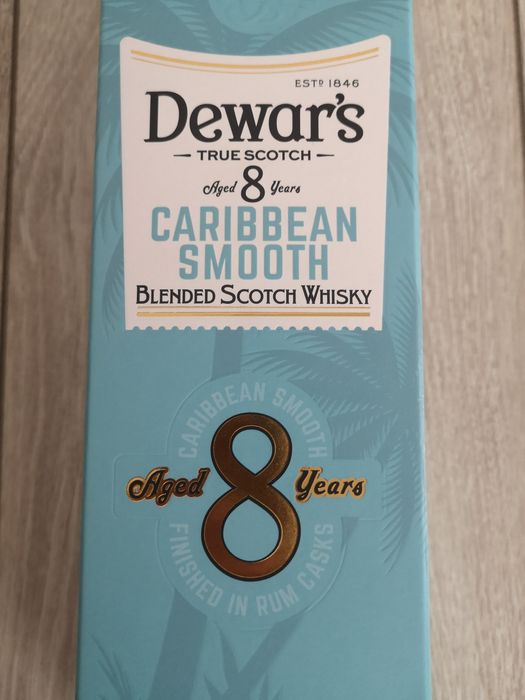 ESTD 1846
Dewar's
TRUE SCOTCH
Aged 8 Years
CARIBBEAN
SMOOTH
BLENDED SCOTCH WHISKY
CARIBBEAN SMOOTH
Aged 8 Years
FINISHED IN RUM CASKS